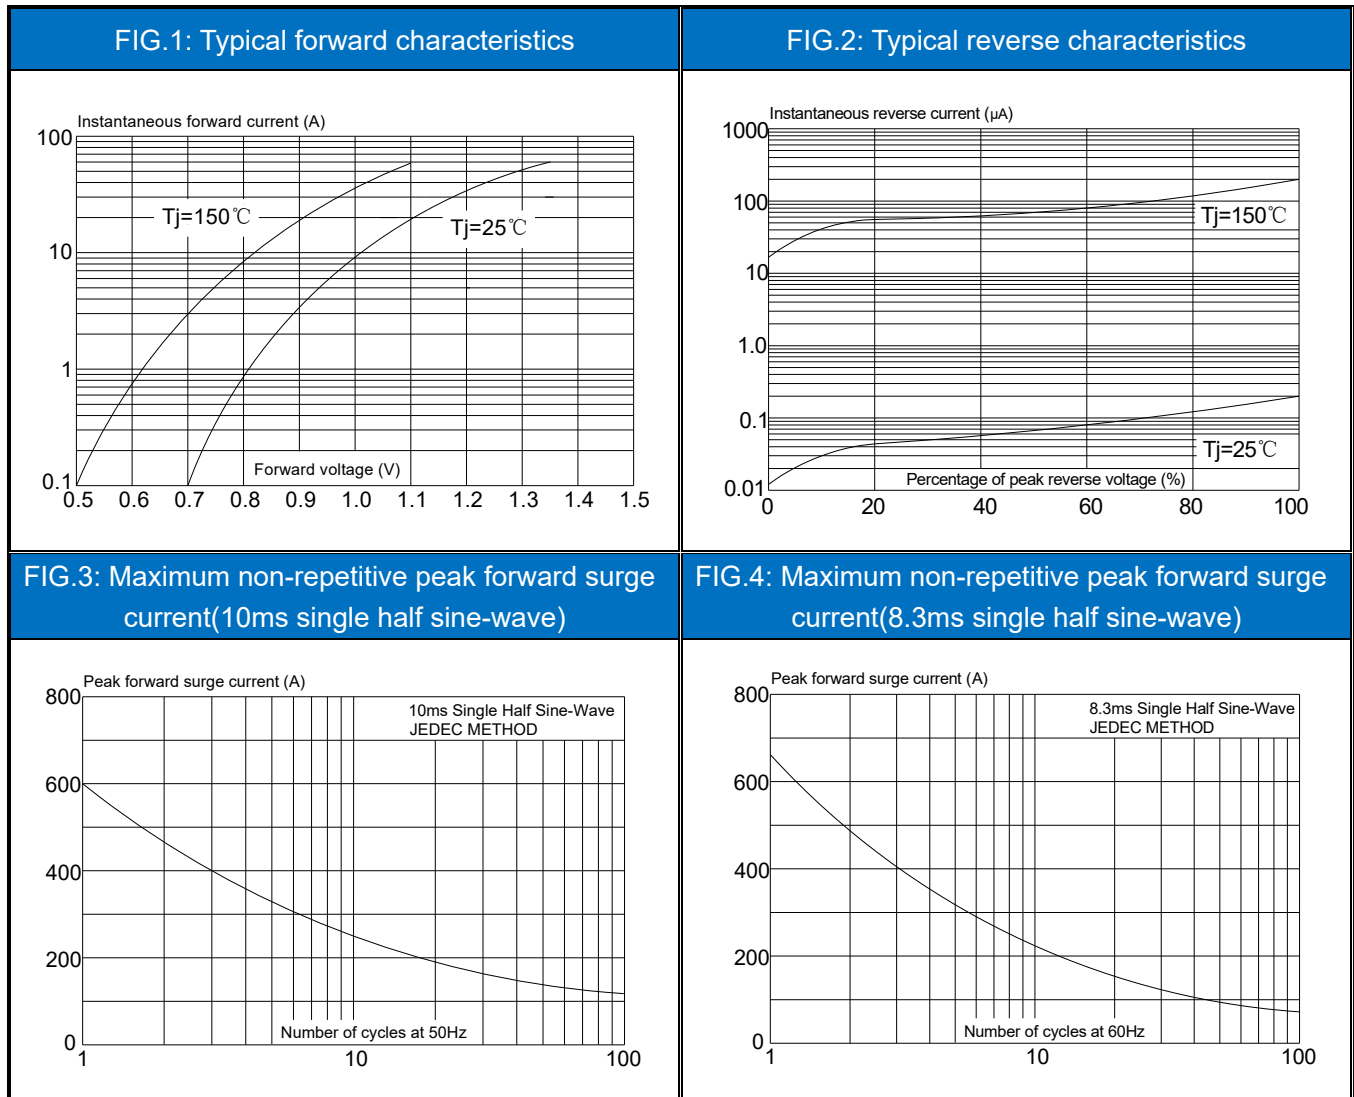 FIG.1: Typical forward characteristics
Instantaneous forward current (A)
100
10
1
0.1
Tj=150℃
Tj=25℃
Forward voltage (V)
0.5 0.6 0.7 0.8 0.9 1.0 1.1 1.2 1.3 1.4 1.5
FIG.2: Typical reverse characteristics
Instantaneous reverse current (μA)
1000
100
10
1.0
0.1
0.01
Tj=150℃
Tj=25℃
Percentage of peak reverse voltage (%)
0 20 40 60 80 100
FIG.3: Maximum non-repetitive peak forward surge
current(10ms single half sine-wave)
Peak forward surge current (A)
800
600
400
200
0
10ms Single Half Sine-Wave
JEDEC METHOD
Number of cycles at 50Hz
1 10 100
FIG.4: Maximum non-repetitive peak forward surge
current(8.3ms single half sine-wave)
Peak forward surge current (A)
800
600
400
200
0
8.3ms Single Half Sine-Wave
JEDEC METHOD
Number of cycles at 60Hz
1 10 100